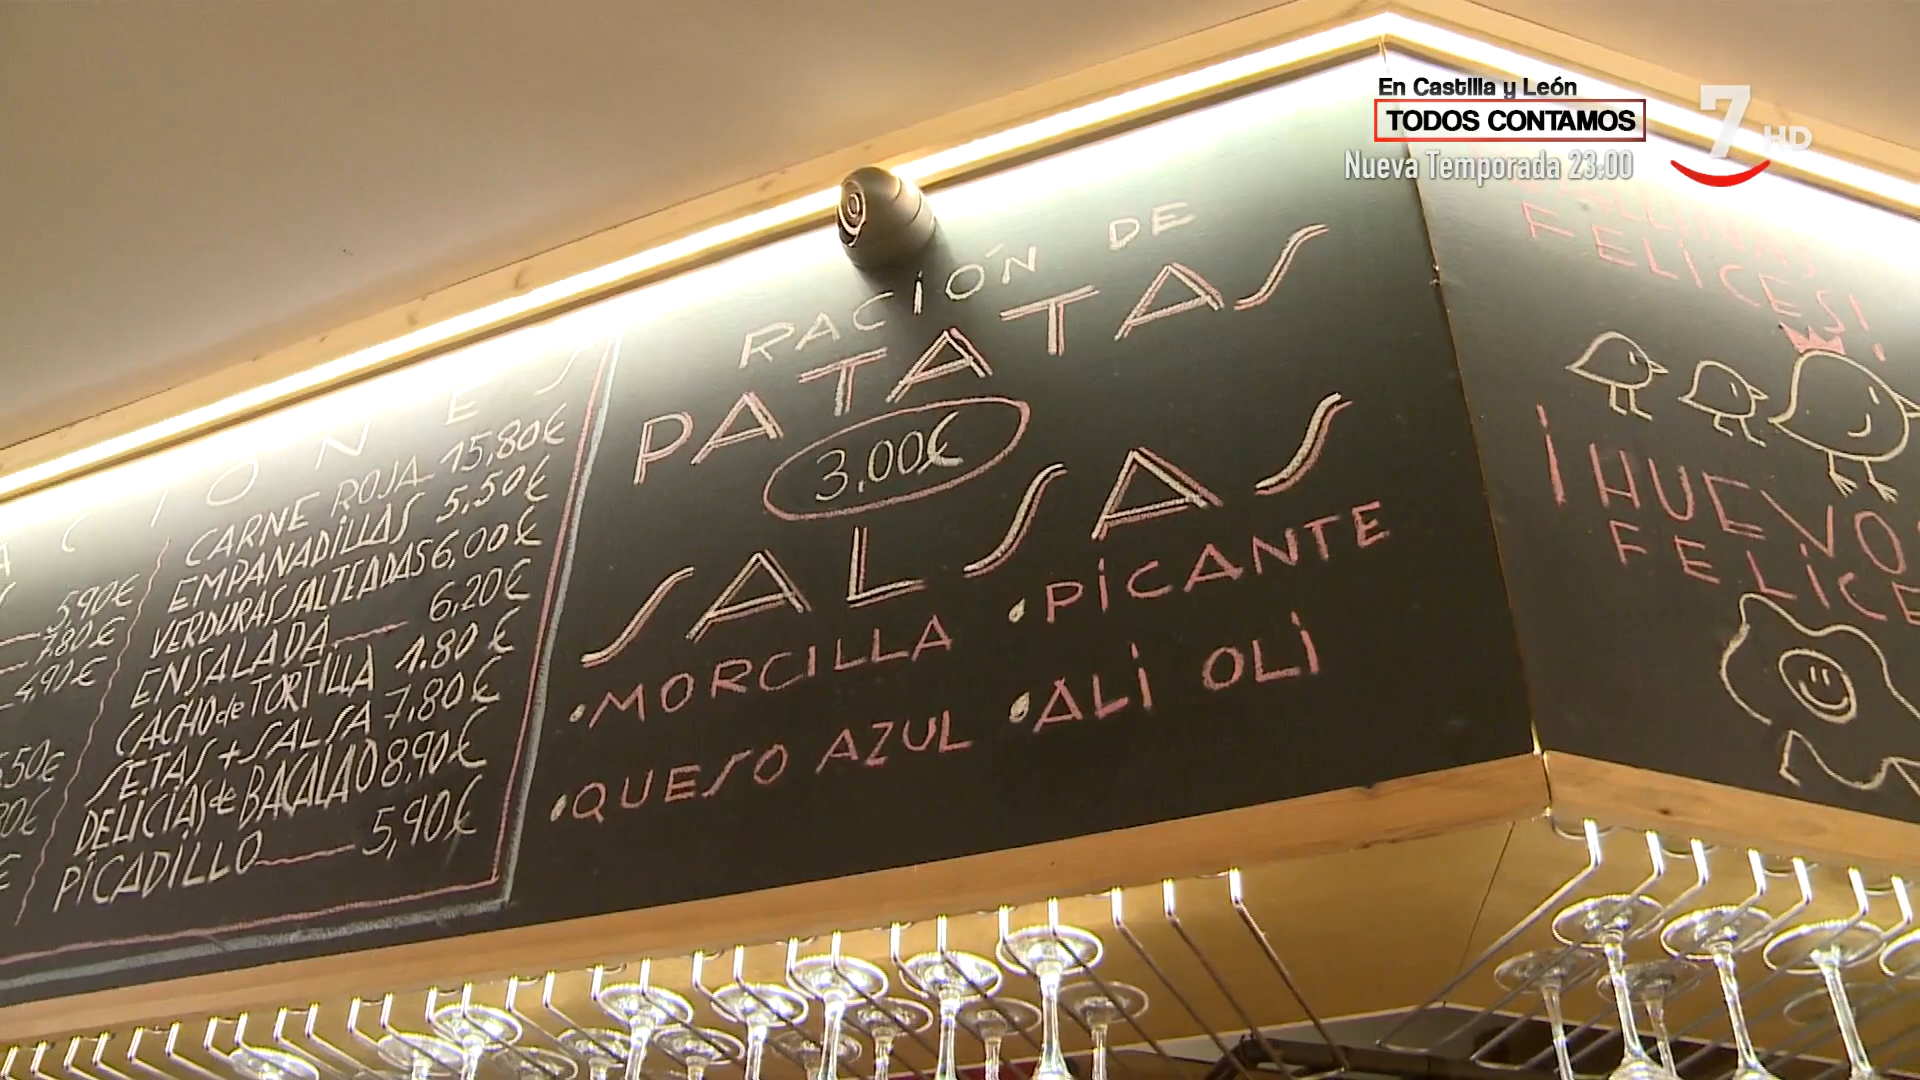 En Castilla y León
TODOS CONTAMOS
Nueva Temporada 23:00
7 HD
RACIÓN DE
PATATAS
3,00€
SALSAS
•MORCILLA •PICANTE
•QUESO AZUL •ALI OLI
A C I O N E S
CARNE ROJA 15,80€
EMPANADILLAS 5,50€
VERDURAS SALTEADAS 6,00€
ENSALADA 6,20€
CACHO de TORTILLA 1.80€
SETAS + SALSA 7,80€
DELICIAS de BACALAO 8,90€
PICADILLO 5,90€
5,90€
7,80€
4,90€
FELICES!
¡HUEVO
FELICE